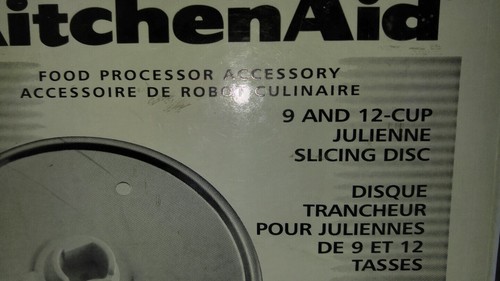 KitchenAid
FOOD PROCESSOR ACCESSORY
ACCESSOIRE DE ROBOT CULINAIRE
9 AND 12-CUP
JULIENNE
SLICING DISC
DISQUE
TRANCHEUR
POUR JULIENNES
DE 9 ET 12
TASSES